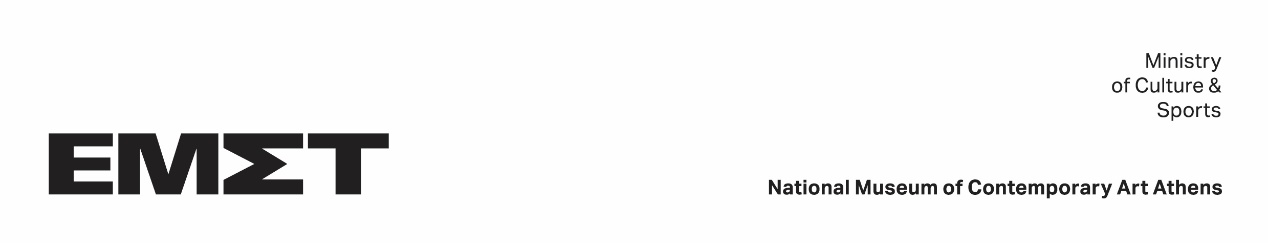 Ministry
of Culture &
Sports
ΕΜΣΤ
National Museum of Contemporary Art Athens